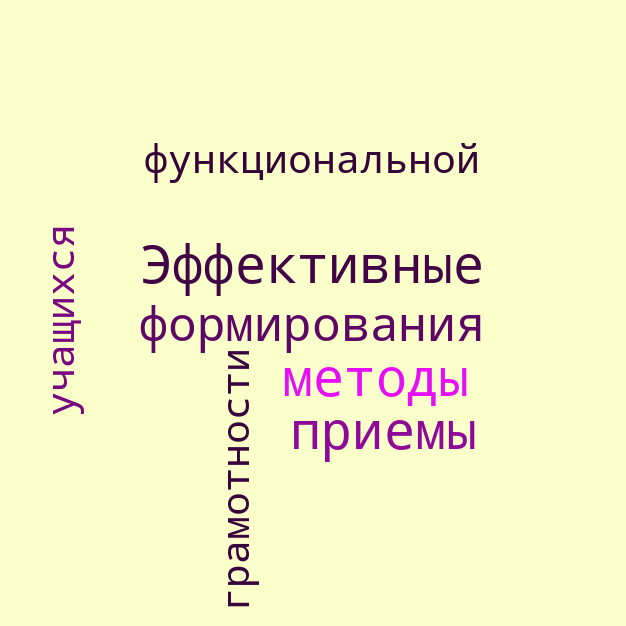 функциональной
учащихся
Эффективные
формирования
грамотности
методы
приемы